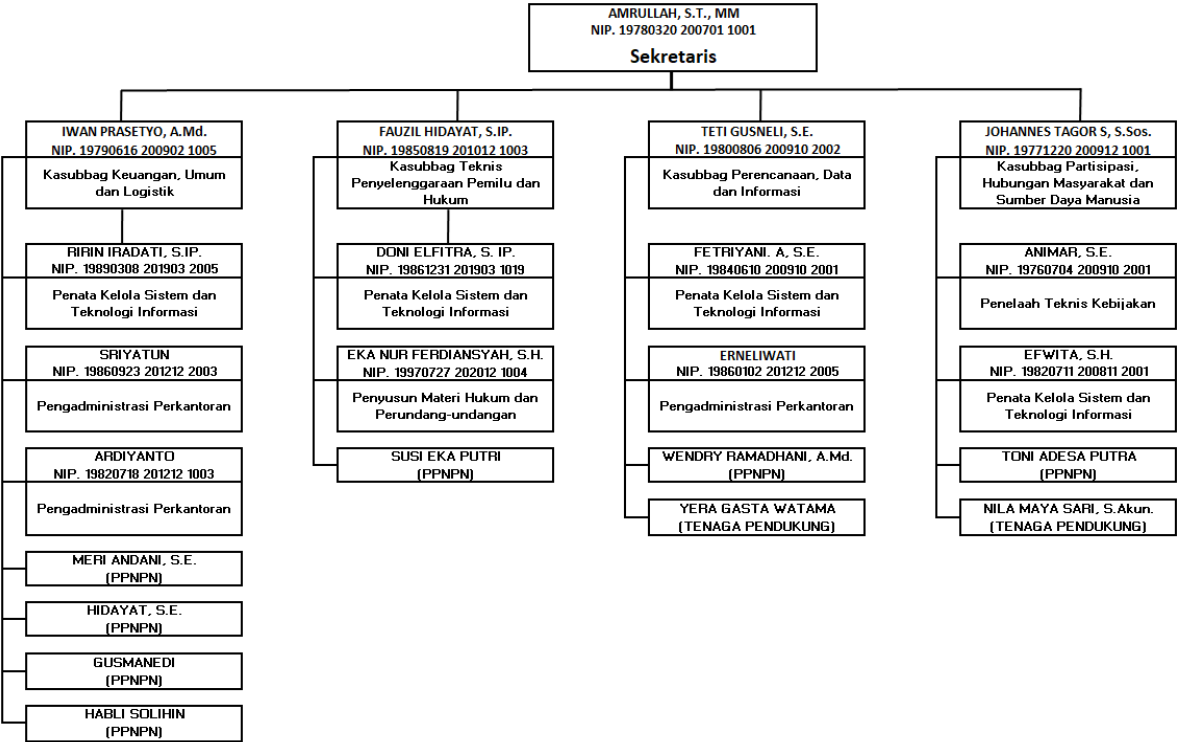 AMRULLAH, S.T., MM
NIP. 19780320 200701 1001
Sekretaris
IWAN PRASETYO, A.Md.
NIP. 19790616 200902 1005
Kasubbag Keuangan, Umum
dan Logistik
RIRIN IRADATI, S.IP.
NIP. 19890308 201903 2005
Penata Kelola Sistem dan
Teknologi Informasi
SRIYATUN
NIP. 19860923 201212 2003
Pengadministrasi Perkantoran
ARDIYANTO
NIP. 19820718 201212 1003
Pengadministrasi Perkantoran
MERI ANDANI, S.E.
(PPNPN)
HIDAYAT, S.E.
(PPNPN)
GUSMANEDI
(PPNPN)
HABLI SOLIHIN
(PPNPN)
FAUZIL HIDAYAT, S.IP.
NIP. 19850819 201012 1003
Kasubbag Teknis
Penyelenggaraan Pemilu dan
Hukum
DONI ELFITRA, S. IP.
NIP. 19861231 201903 1019
Penata Kelola Sistem dan
Teknologi Informasi
EKA NUR FERDIANSYAH, S.H.
NIP. 19970727 202012 1004
Penyusun Materi Hukum dan
Perundang-undangan
SUSI EKA PUTRI
(PPNPN)
TETI GUSNELI, S.E.
NIP. 19800806 200910 2002
Kasubbag Perencanaan, Data
dan Informasi
FETRIYANI. A, S.E.
NIP. 19840610 200910 2001
Penata Kelola Sistem dan
Teknologi Informasi
ERNELIWATI
NIP. 19860102 201212 2005
Pengadministrasi Perkantoran
WENDRY RAMADHANI, A.Md.
(PPNPN)
YERA GASTA WATAMA
(TENAGA PENDUKUNG)
JOHANNES TAGOR S, S.Sos.
NIP. 19771220 200912 1001
Kasubbag Partisipasi,
Hubungan Masyarakat dan
Sumber Daya Manusia
ANIMAR, S.E.
NIP. 19760704 200910 2001
Penelaah Teknis Kebijakan
EFWITA, S.H.
NIP. 19820711 200811 2001
Penata Kelola Sistem dan
Teknologi Informasi
TONI ADESA PUTRA
(PPNPN)
NILA MAYA SARI, S.Akun.
(TENAGA PENDUKUNG)